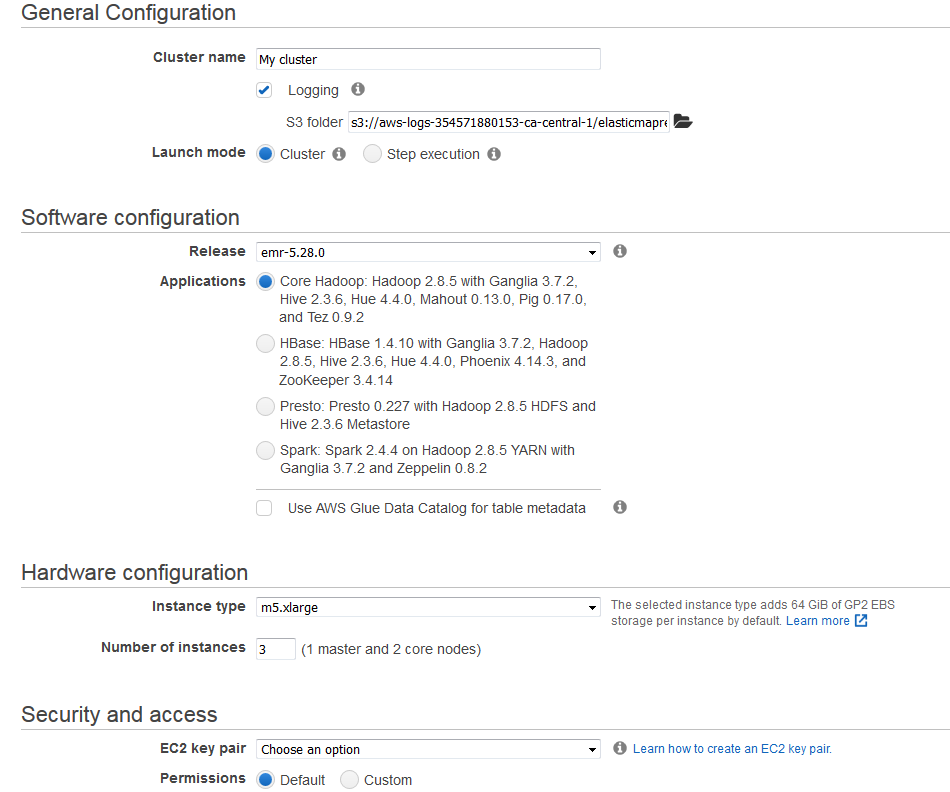 General Configuration
Cluster name My cluster
Logging
S3 folder s3://aws-logs-354571880153-ca-central-1/elasticmapre
Launch mode Cluster Step execution
Software configuration
Release emr-5.28.0
Applications Core Hadoop: Hadoop 2.8.5 with Ganglia 3.7.2,
Hive 2.3.6, Hue 4.4.0, Mahout 0.13.0, Pig 0.17.0,
and Tez 0.9.2
HBase: HBase 1.4.10 with Ganglia 3.7.2, Hadoop
2.8.5, Hive 2.3.6, Hue 4.4.0, Phoenix 4.14.3, and
ZooKeeper 3.4.14
Presto: Presto 0.227 with Hadoop 2.8.5 HDFS and
Hive 2.3.6 Metastore
Spark: Spark 2.4.4 on Hadoop 2.8.5 YARN with
Ganglia 3.7.2 and Zeppelin 0.8.2
Use AWS Glue Data Catalog for table metadata
Hardware configuration
Instance type m5.xlarge The selected instance type adds 64 GiB of GP2 EBS
storage per instance by default. Learn more
Number of instances 3 (1 master and 2 core nodes)
Security and access
EC2 key pair Choose an option Learn how to create an EC2 key pair.
Permissions Default Custom